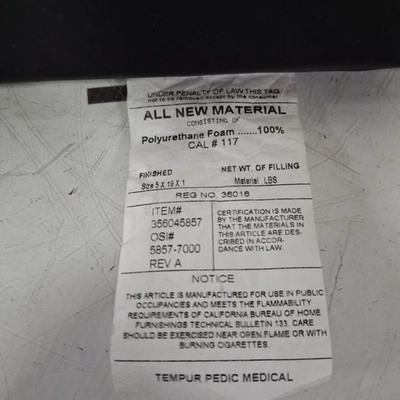 UNDER PENALTY OF LAW THIS TAG
not to be removed except by the consumer
ALL NEW MATERIAL
CONSISTING OF
Polyurethane Foam .......100%
CAL # 117
FINISHED NET WT. OF FILLING
Size 5 X 19 X 1 Material LBS
REG NO. 36016
ITEM#
356045857
OSI#
5857-7000
REV A
CERTIFICATION IS MADE
BY THE MANUFACTURER
THAT THE MATERIALS IN
THIS ARTICLE ARE DES-
CRIBED IN ACCOR-
DANCE WITH LAW.
NOTICE
THIS ARTICLE IS MANUFACTURED FOR USE IN PUBLIC
OCCUPANCIES AND MEETS THE FLAMMABILITY
REQUIREMENTS OF CALIFORNIA BUREAU OF HOME
FURNISHINGS TECHNICAL BULLETIN 133. CARE
SHOULD BE EXERCISED NEAR OPEN FLAME OR WITH
BURNING CIGARETTES.
TEMPUR PEDIC MEDICAL